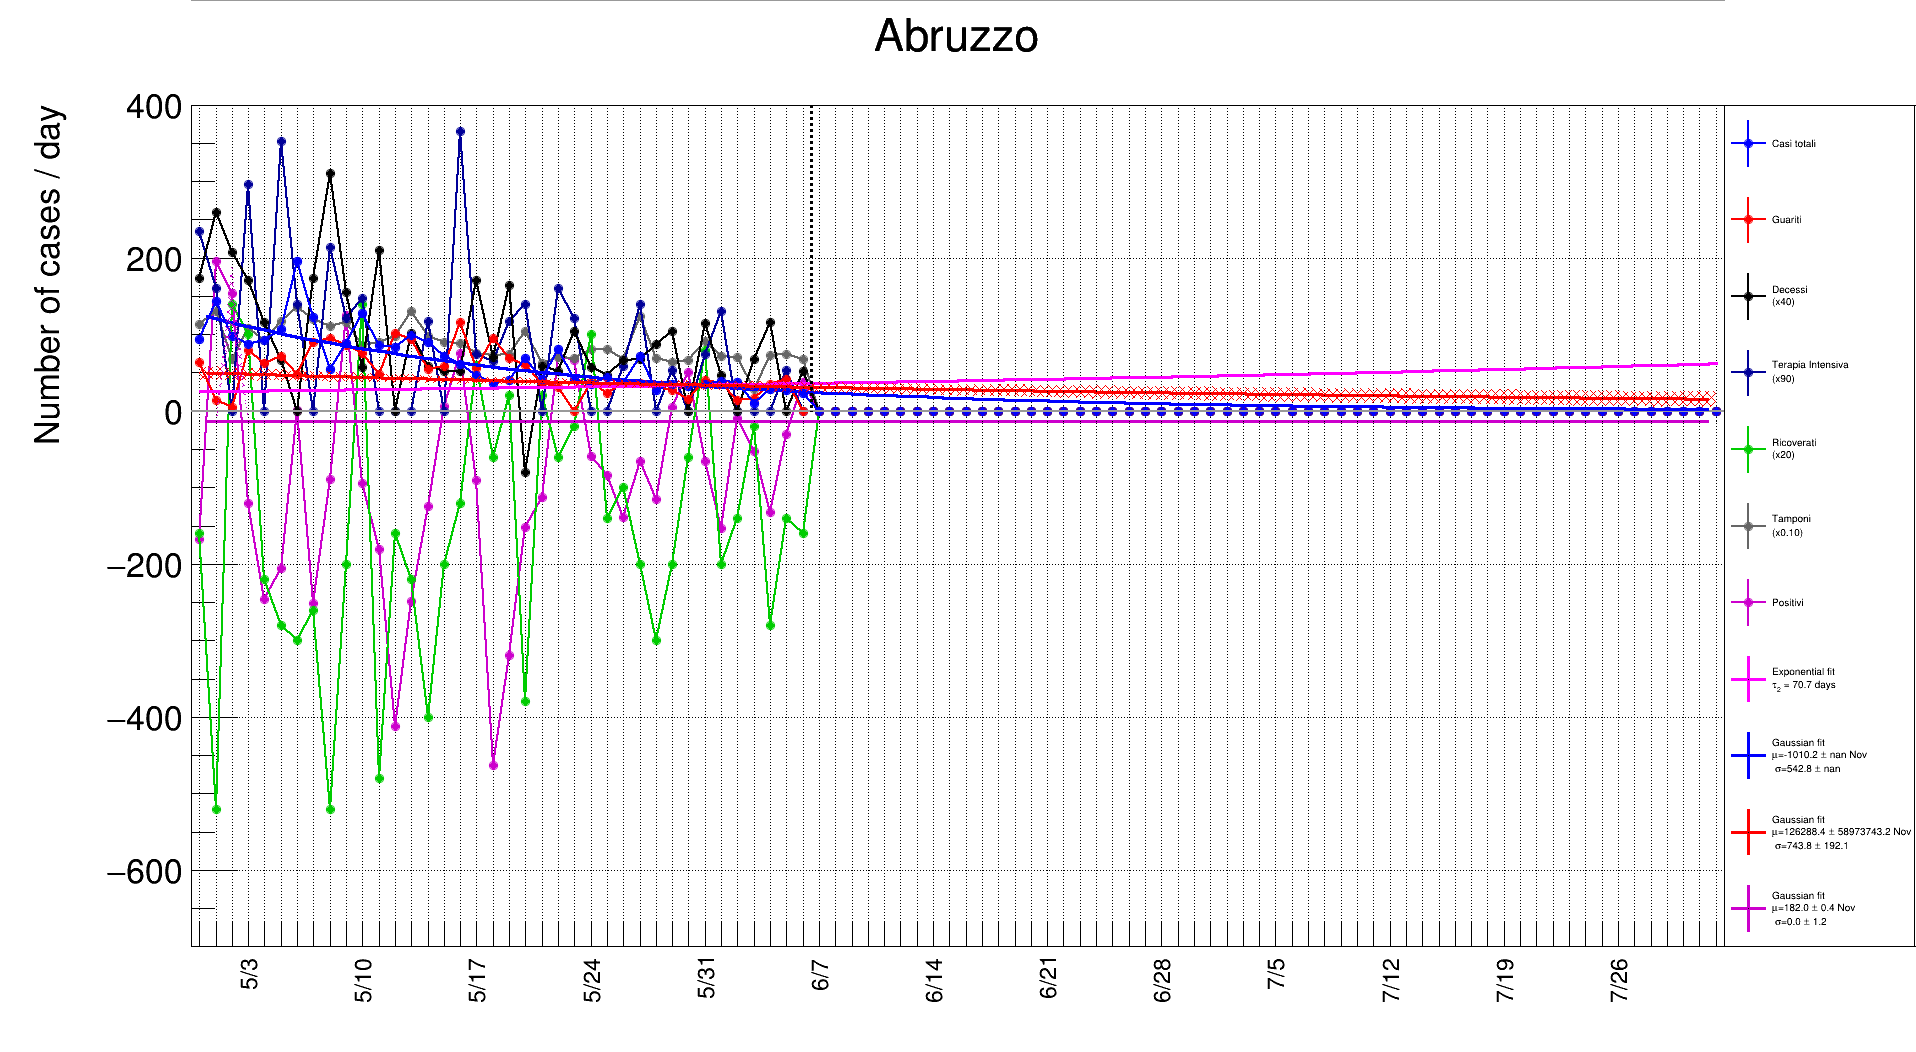 Abruzzo
Number of cases / day
400
200
0
−200
−400
−600
5/3
5/10
5/17
5/24
5/31
6/7
6/14
6/21
6/28
7/5
7/12
7/19
7/26
Casi totali
Guariti
Decessi
(x40)
Terapia Intensiva
(x90)
Ricoverati
(x20)
Tamponi
(x0.10)
Positivi
Exponential fit
τ2 = 70.7 days
Gaussian fit
μ=-1010.2 ± nan Nov
σ=542.8 ± nan
Gaussian fit
μ=126288.4 ± 58973743.2 Nov
σ=743.8 ± 192.1
Gaussian fit
μ=182.0 ± 0.4 Nov
σ=0.0 ± 1.2